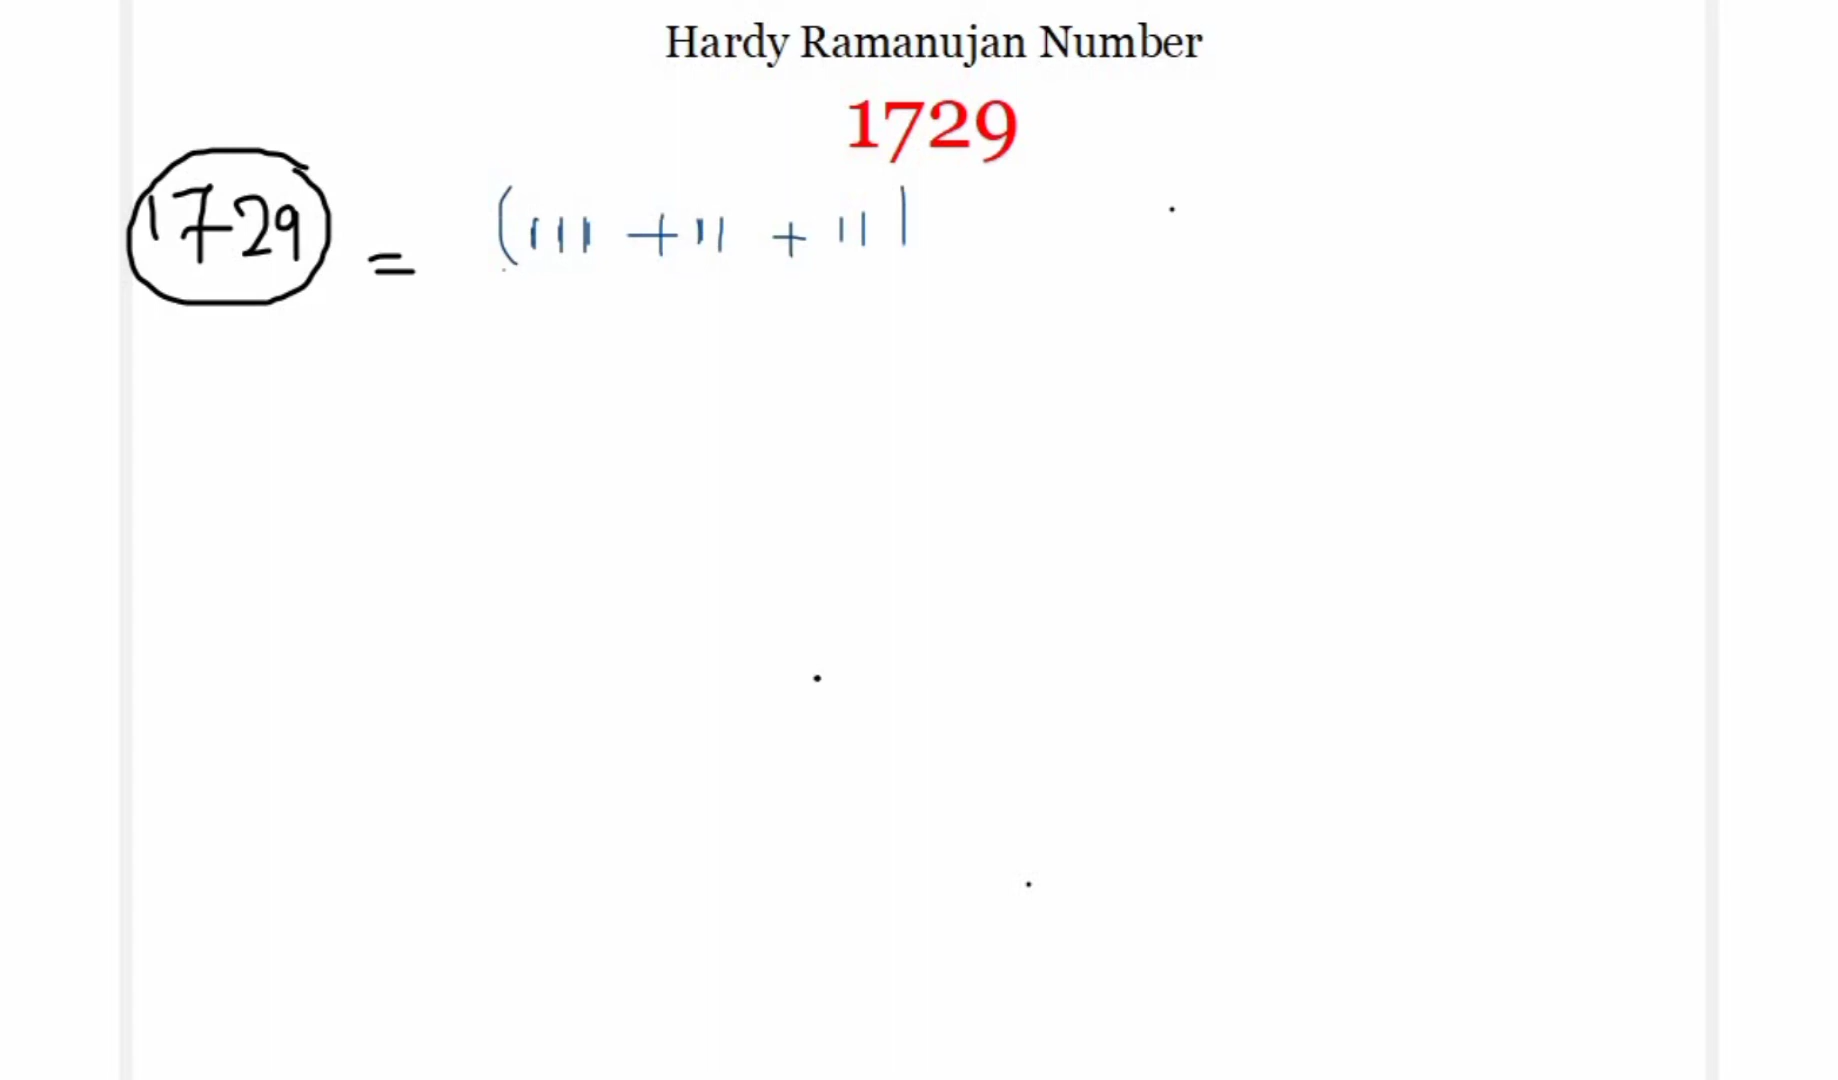 Hardy Ramanujan Number
1729
1729 = (111 + 11 + 11)